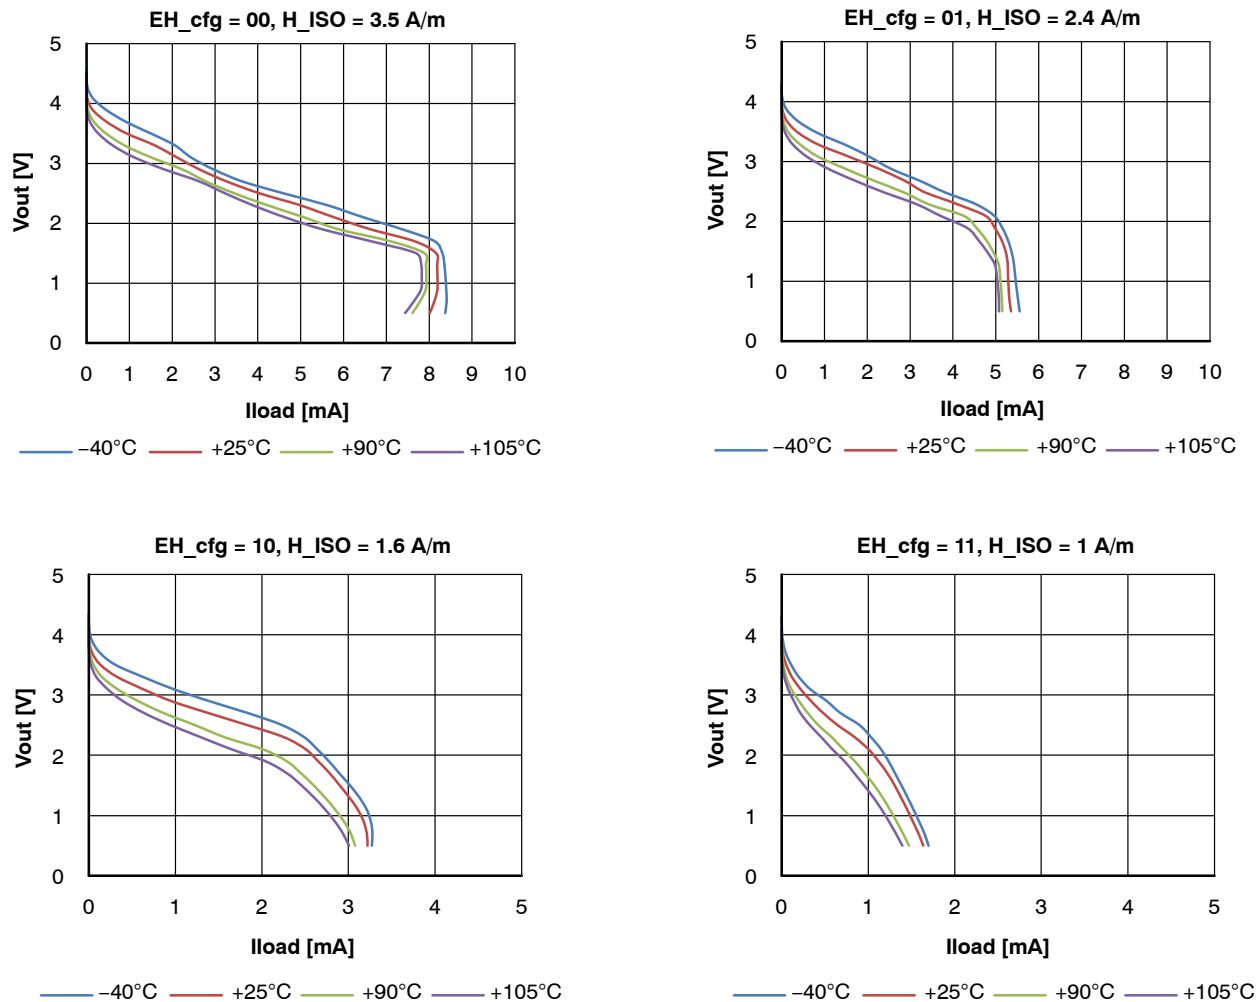 EH_cfg = 00, H_ISO = 3.5 A/m
5
4
3
2
1
0
Vout [V]
0 1 2 3 4 5 6 7 8 9 10
Iload [mA]
−40°C +25°C +90°C +105°C
EH_cfg = 01, H_ISO = 2.4 A/m
5
4
3
2
1
0
Vout [V]
0 1 2 3 4 5 6 7 8 9 10
Iload [mA]
−40°C +25°C +90°C +105°C
EH_cfg = 10, H_ISO = 1.6 A/m
5
4
3
2
1
0
Vout [V]
0 1 2 3 4 5
Iload [mA]
−40°C +25°C +90°C +105°C
EH_cfg = 11, H_ISO = 1 A/m
5
4
3
2
1
0
Vout [V]
0 1 2 3 4 5
Iload [mA]
−40°C +25°C +90°C +105°C